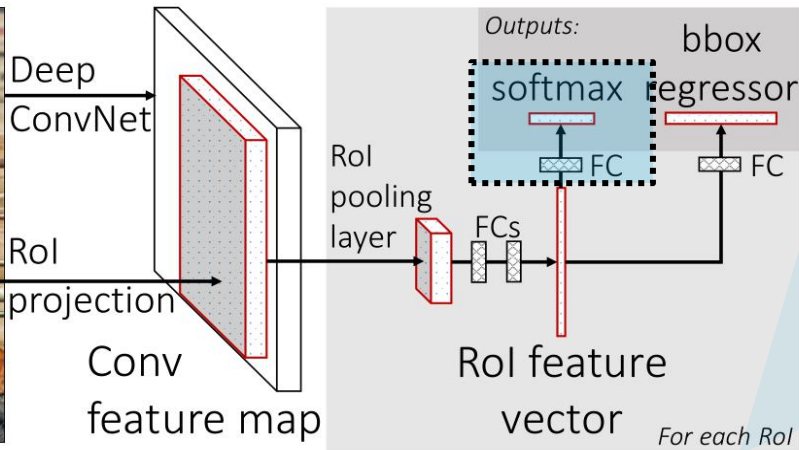 Deep
ConvNet
RoI
projection
Conv
feature map
RoI
pooling
layer
FCs
RoI feature
vector
Outputs:
softmax
FC
bbox
regressor
FC
For each RoI